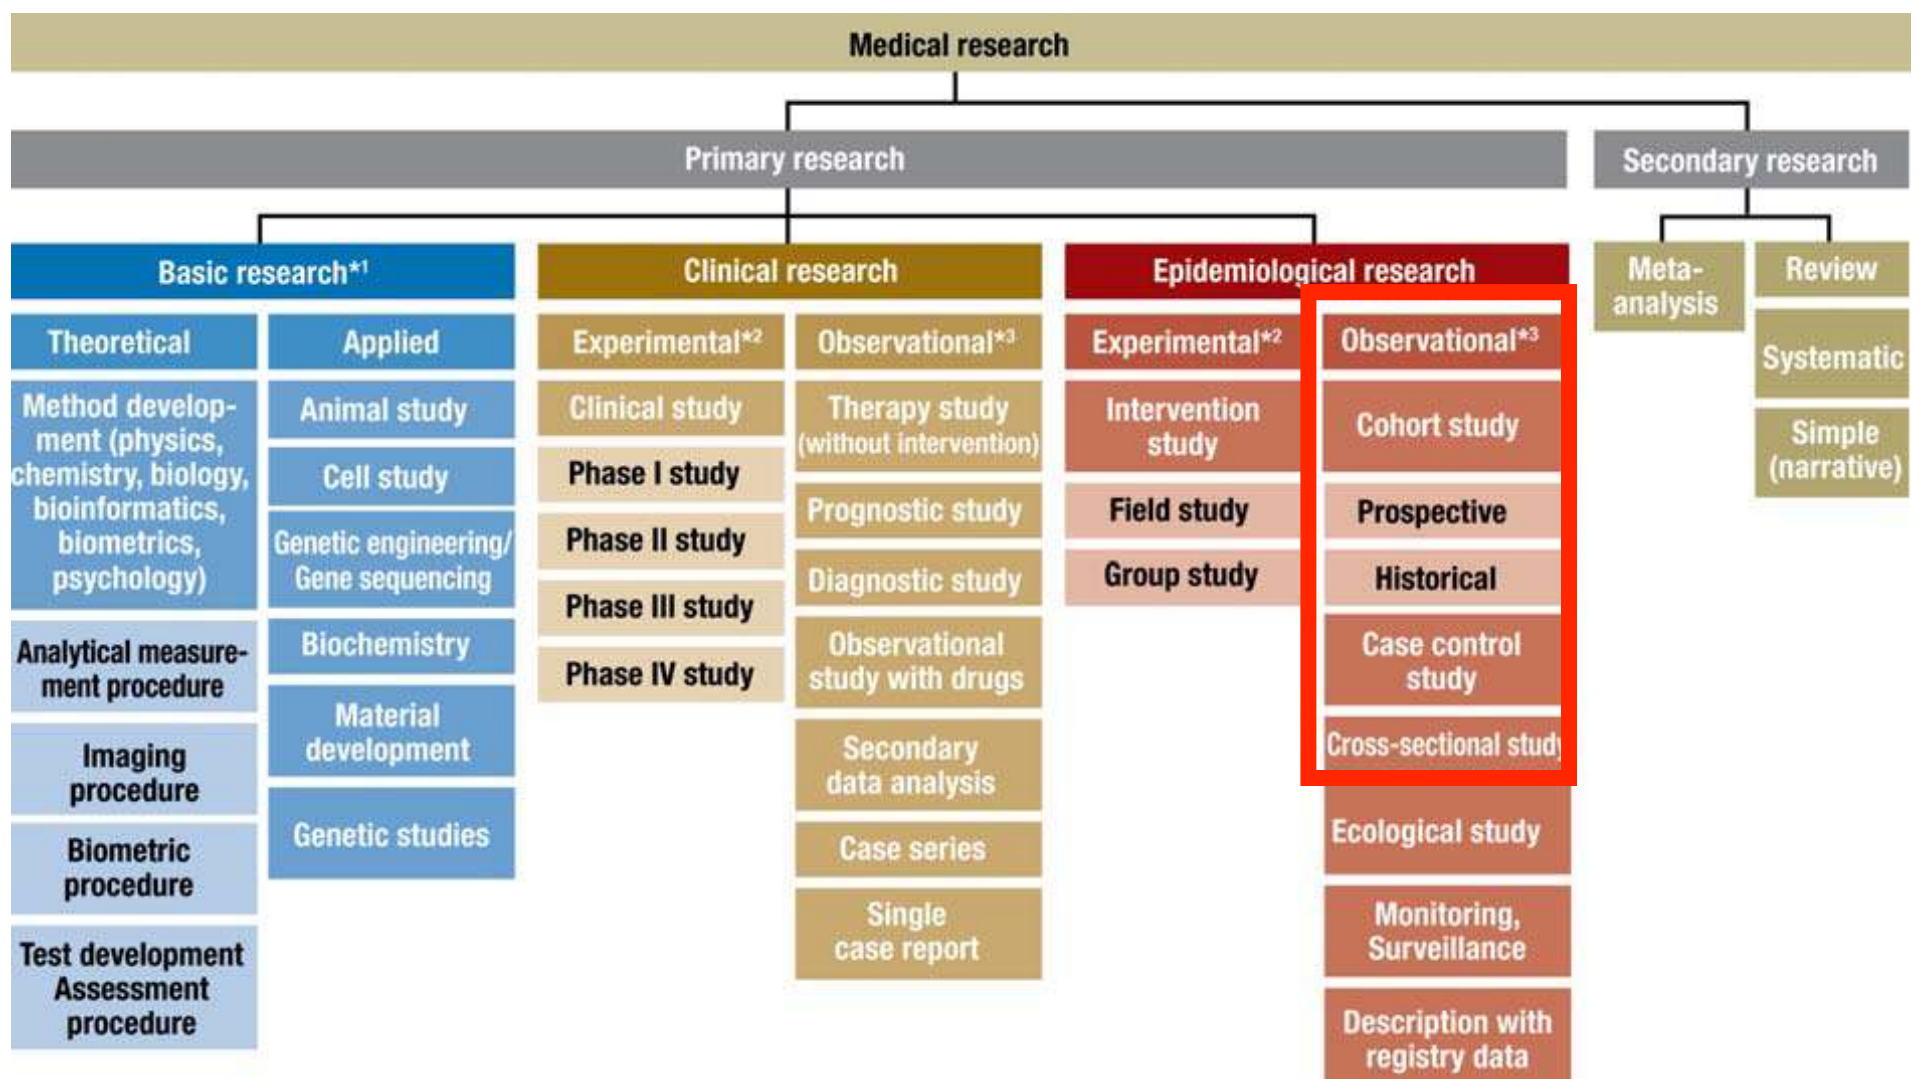 Medical research
Primary research
Secondary research
Basic research*1
Theoretical
Method develop-
ment (physics,
chemistry, biology,
bioinformatics,
biometrics,
psychology)
Analytical measure-
ment procedure
Imaging
procedure
Biometric
procedure
Test development
Assessment
procedure
Applied
Animal study
Cell study
Genetic engineering/
Gene sequencing
Biochemistry
Material
development
Genetic studies
Clinical research
Experimental*2
Clinical study
Phase I study
Phase II study
Phase III study
Phase IV study
Observational*3
Therapy study
(without intervention)
Prognostic study
Diagnostic study
Observational
study with drugs
Secondary
data analysis
Case series
Single
case report
Epidemiological research
Experimental*2
Intervention
study
Field study
Group study
Observational*3
Cohort study
Prospective
Historical
Case control
study
Cross-sectional study
Ecological study
Monitoring,
Surveillance
Description with
registry data
Meta-
analysis
Review
Systematic
Simple
(narrative)